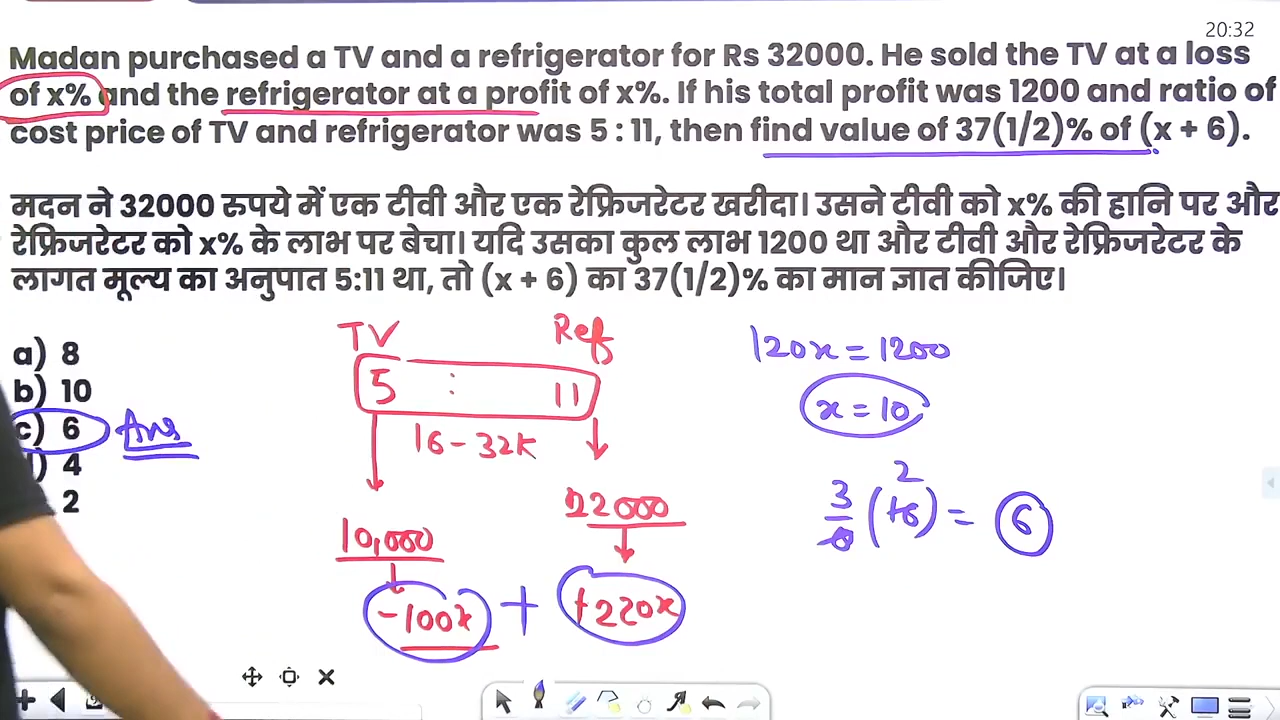 20:32
Madan purchased a TV and a refrigerator for Rs 32000. He sold the TV at a loss
of x% and the refrigerator at a profit of x%. If his total profit was 1200 and ratio of
cost price of TV and refrigerator was 5 : 11, then find value of 37(1/2)% of (x + 6).
मदन ने 32000 रुपये में एक टीवी और एक रेफ्रिजरेटर खरीदा। उसने टीवी को x% की हानि पर और
रेफ्रिजरेटर को x% के लाभ पर बेचा। यदि उसका कुल लाभ 1200 था और टीवी और रेफ्रिजरेटर के
लागत मूल्य का अनुपात 5:11 था, तो (x + 6) का 37(1/2)% का मान ज्ञात कीजिए।
a) 8
b) 10
c) 6 Ans
) 4
2
TV Ref
5 : 11
16 - 32k
10,000 22000
-100x + +220x
120x = 1200
x = 10
3/8 (16) 2 = 6